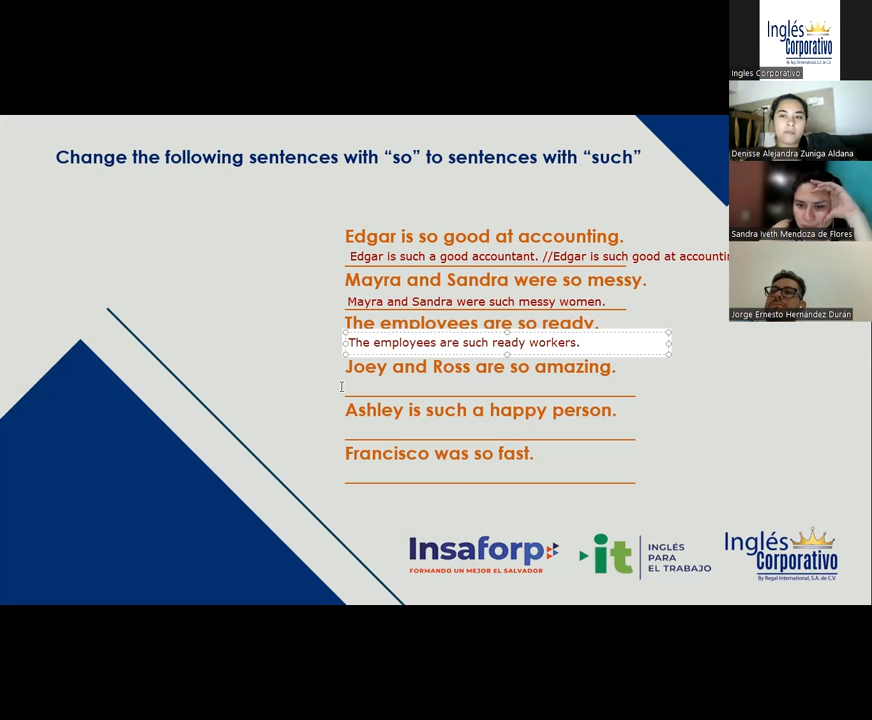 Inglés
Corporativo
By Regal International, S.A. de C.V.
Ingles Corporativo
Denisse Alejandra Zuniga Aldana
Sandra Iveth Mendoza de Flores
Jorge Ernesto Hernández Durán
Change the following sentences with “so” to sentences with “such”
Edgar is so good at accounting.
Edgar is such a good accountant. //Edgar is such good at accountin
Mayra and Sandra were so messy.
Mayra and Sandra were such messy women.
The employees are so ready.
The employees are such ready workers.
Joey and Ross are so amazing.
Ashley is such a happy person.
Francisco was so fast.
Insaforp
FORMANDO UN MEJOR EL SALVADOR
it
INGLÉS
PARA
EL TRABAJO
Inglés
Corporativo
By Regal International, S.A. de C.V.